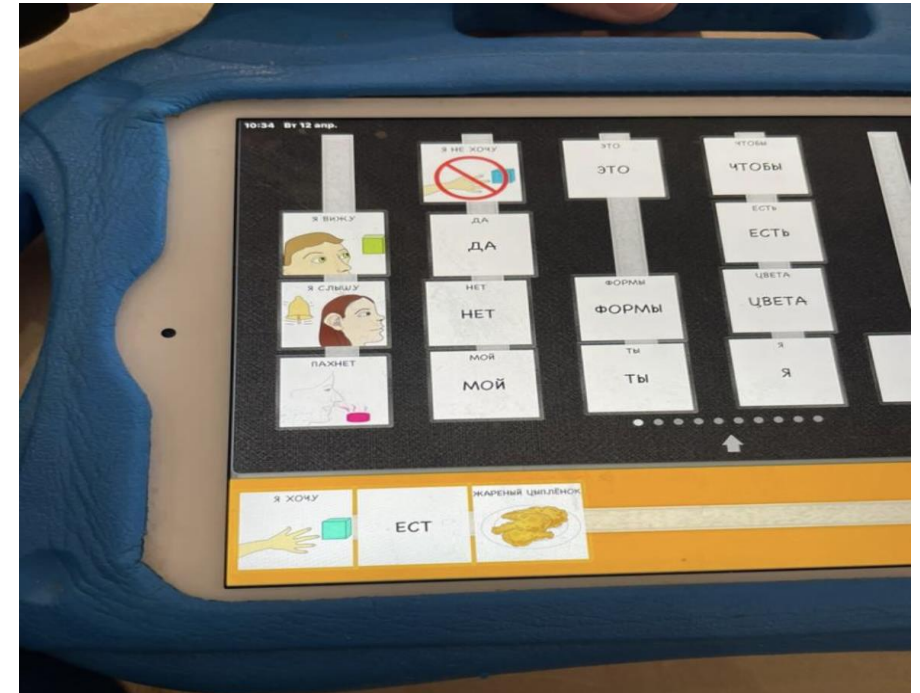 10:34 Вт 12 апр.
Я ВИЖУ
Я СЛЫШУ
ПАХНЕТ
Я НЕ ХОЧУ
ДА
ДА
НЕТ
НЕТ
МОЙ
МОЙ
ЭТО
ЭТО
ФОРМЫ
ФОРМЫ
ТЫ
ТЫ
ЧТОБЫ
ЧТОБЫ
ЕСТЬ
ЕСТЬ
ЦВЕТА
ЦВЕТА
Я
Я
Я ХОЧУ
ЕСТ
ЖАРЕНЫЙ ЦЫПЛЁНОК